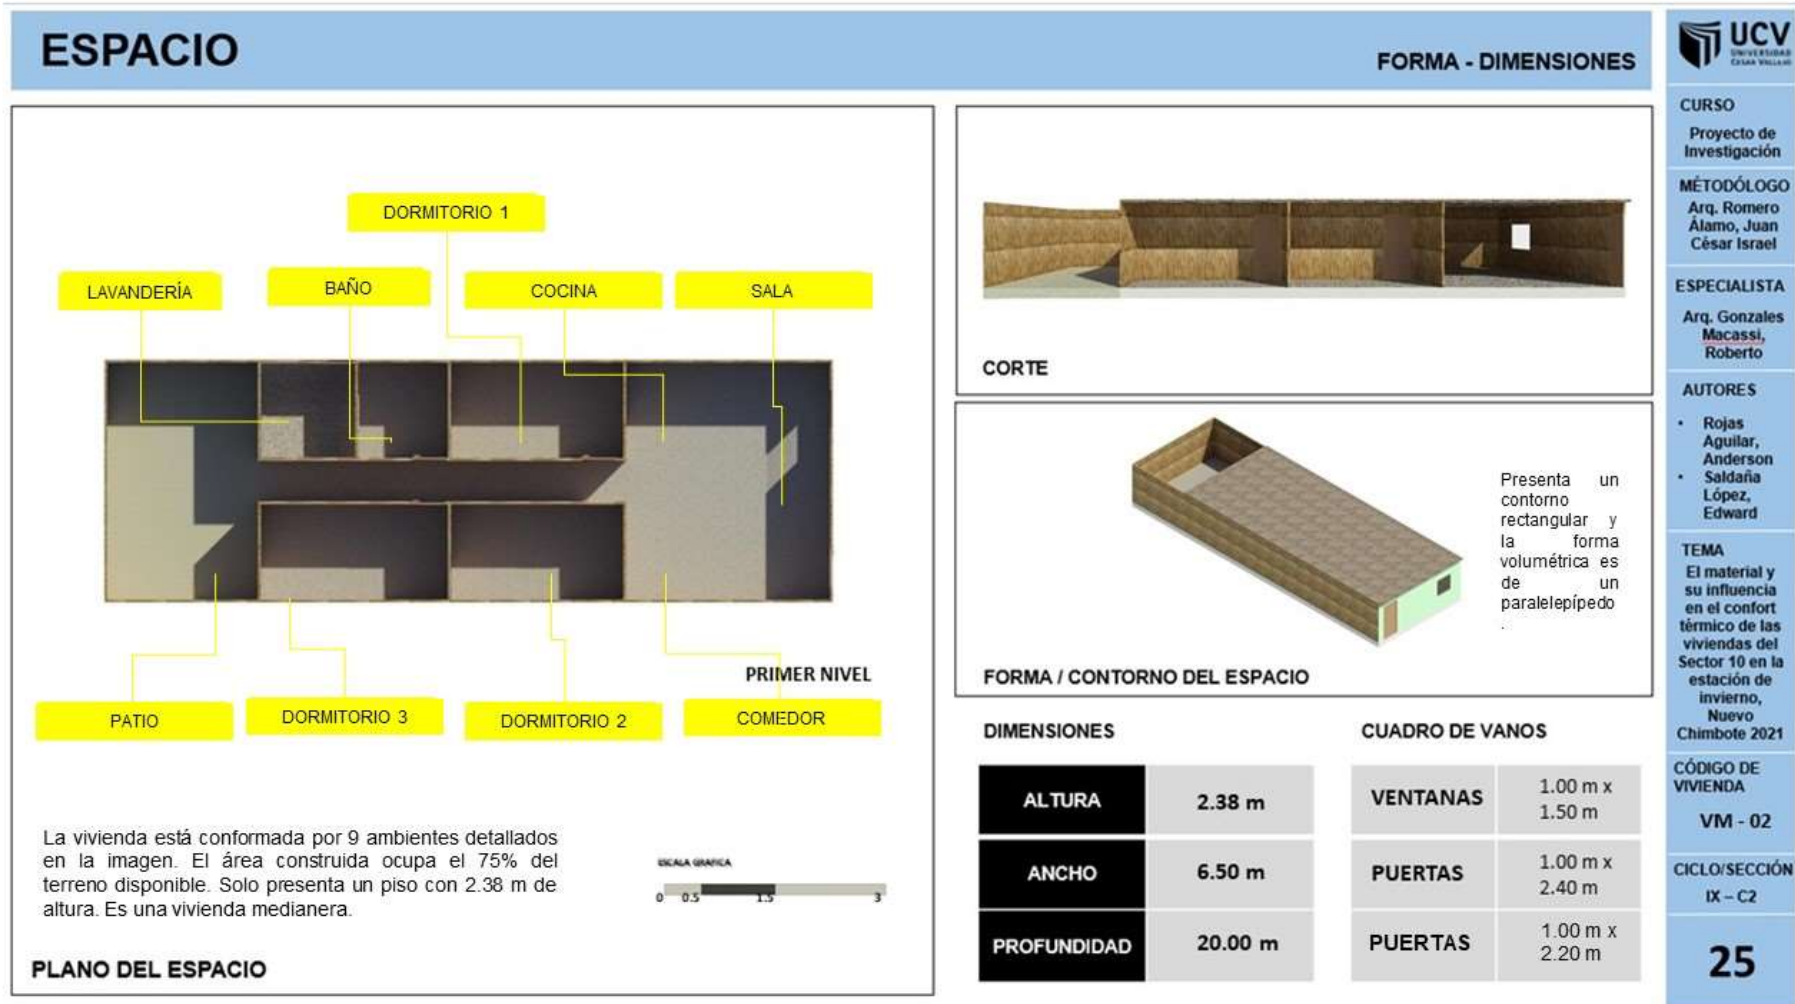 ESPACIO
FORMA - DIMENSIONES
DORMITORIO 1
LAVANDERÍA
BAÑO
COCINA
SALA
PRIMER NIVEL
PATIO
DORMITORIO 3
DORMITORIO 2
COMEDOR
La vivienda está conformada por 9 ambientes detallados
en la imagen. El área construida ocupa el 75% del
terreno disponible. Solo presenta un piso con 2.38 m de
altura. Es una vivienda medianera.
ESCALA GRAFICA
0 0.5 1.5 3
PLANO DEL ESPACIO
CORTE
Presenta un
contorno
rectangular y
la forma
volumétrica es
de un
paralelepípedo
.
FORMA / CONTORNO DEL ESPACIO
DIMENSIONES
ALTURA 2.38 m
ANCHO 6.50 m
PROFUNDIDAD 20.00 m
CUADRO DE VANOS
VENTANAS 1.00 m x
1.50 m
PUERTAS 1.00 m x
2.40 m
PUERTAS 1.00 m x
2.20 m
UCV
UNIVERSIDAD
CÉSAR VALLEJO
CURSO
Proyecto de
Investigación
MÉTODÓLOGO
Arq. Romero
Álamo, Juan
César Israel
ESPECIALISTA
Arq. Gonzales
Macassi,
Roberto
AUTORES
• Rojas
Aguilar,
Anderson
• Saldaña
López,
Edward
TEMA
El material y
su influencia
en el confort
térmico de las
viviendas del
Sector 10 en la
estación de
invierno,
Nuevo
Chimbote 2021
CÓDIGO DE
VIVIENDA
VM - 02
CICLO/SECCIÓN
IX – C2
25